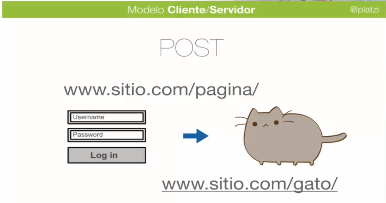 Modelo Cliente/Servidor
@platzi
POST
www.sitio.com/pagina/
Username
Password
Log in
www.sitio.com/gato/